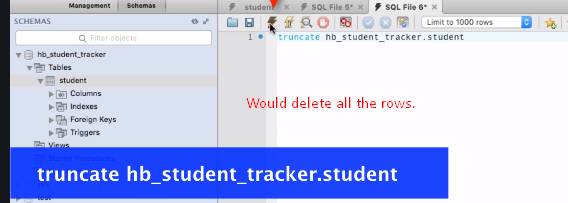 Management Schemas
student SQL File 5* SQL File 6*
SCHEMAS
Filter objects
Limit to 1000 rows
1 truncate hb_student_tracker.student
hb_student_tracker
Tables
student
Columns
Indexes
Foreign Keys
Triggers
Views
Would delete all the rows.
truncate hb_student_tracker.student